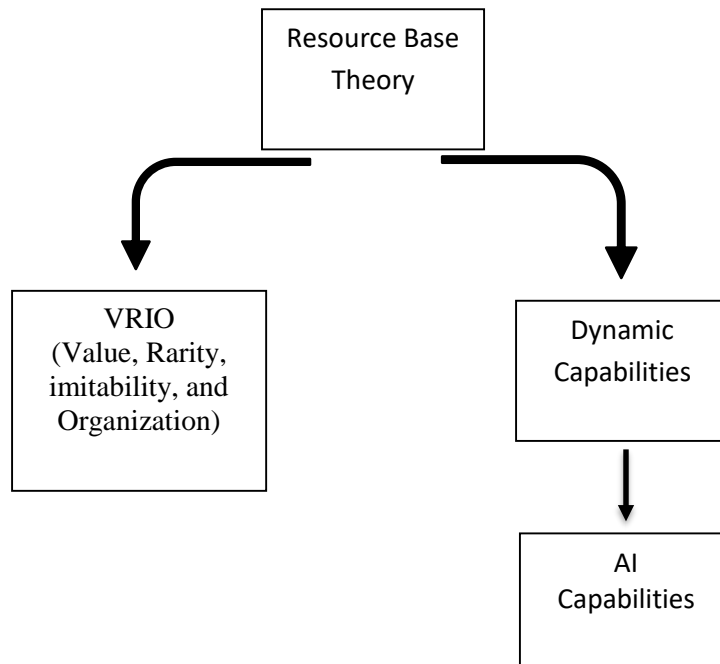 Resource Base
Theory
VRIO
(Value, Rarity,
imitability, and
Organization)
Dynamic
Capabilities
AI
Capabilities